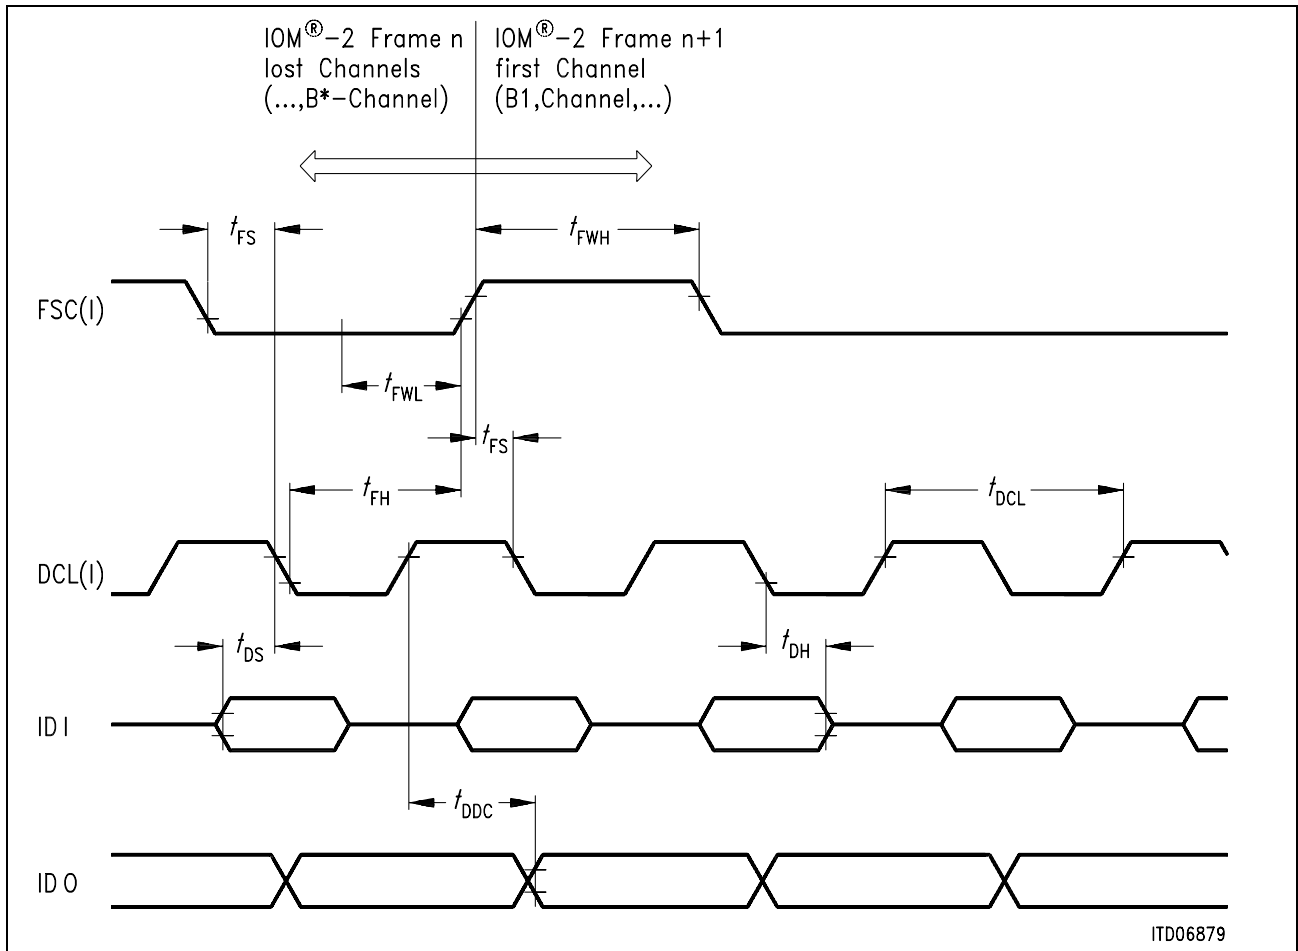 IOM®-2 Frame n
lost Channels
(...,B*-Channel)
IOM®-2 Frame n+1
first Channel
(B1,Channel,...)
tFS
tFWH
FSC(I)
tFWL
tFS
tFH
tDCL
DCL(I)
tDS
tDH
ID I
tDDC
ID O
ITD06879